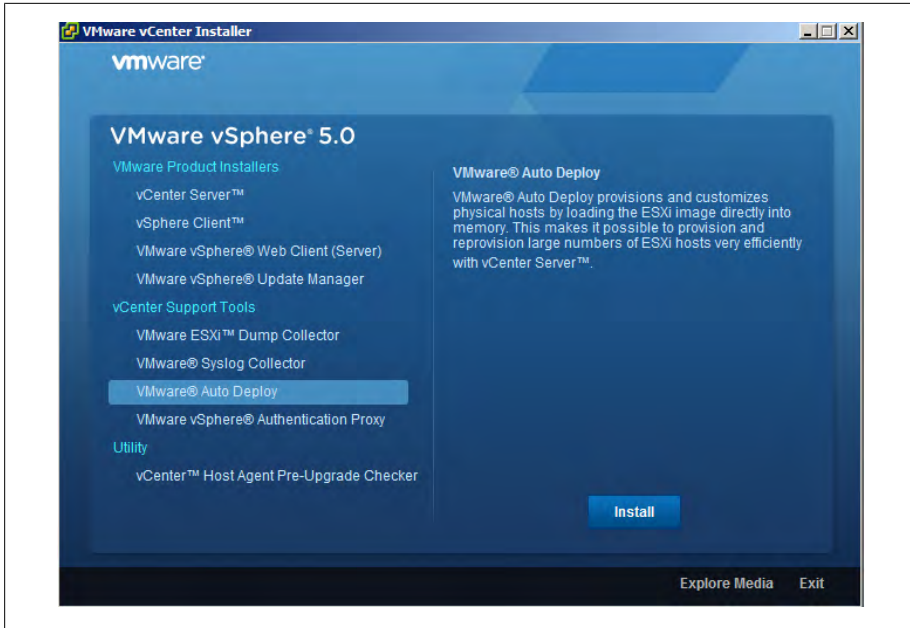 VMware vCenter Installer
vmware®
VMware vSphere® 5.0
VMware Product Installers
vCenter Server™
vSphere Client™
VMware vSphere® Web Client (Server)
VMware vSphere® Update Manager
vCenter Support Tools
VMware ESXi™ Dump Collector
VMware® Syslog Collector
VMware® Auto Deploy
VMware vSphere® Authentication Proxy
Utility
vCenter™ Host Agent Pre-Upgrade Checker
VMware® Auto Deploy
VMware® Auto Deploy provisions and customizes
physical hosts by loading the ESXi image directly into
memory. This makes it possible to provision and
reprovision large numbers of ESXi hosts very efficiently
with vCenter Server™.
Install
Explore Media
Exit